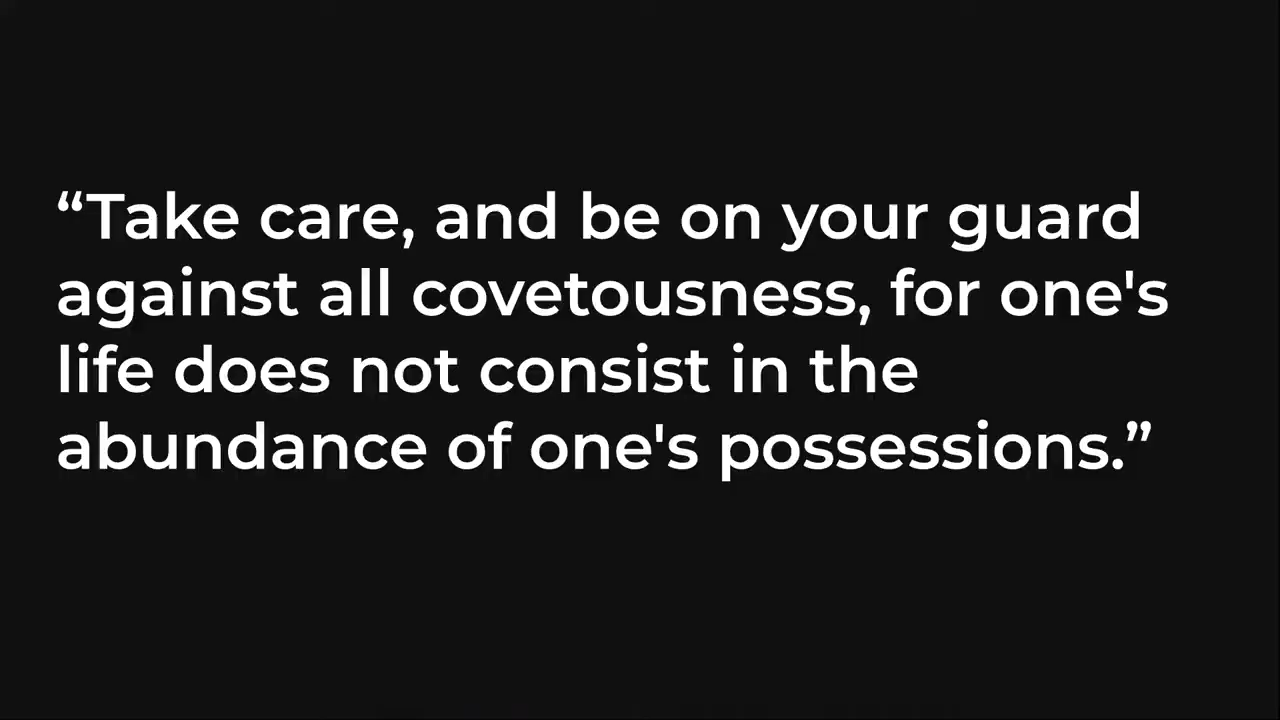 “Take care, and be on your guard
against all covetousness, for one's
life does not consist in the
abundance of one's possessions.”